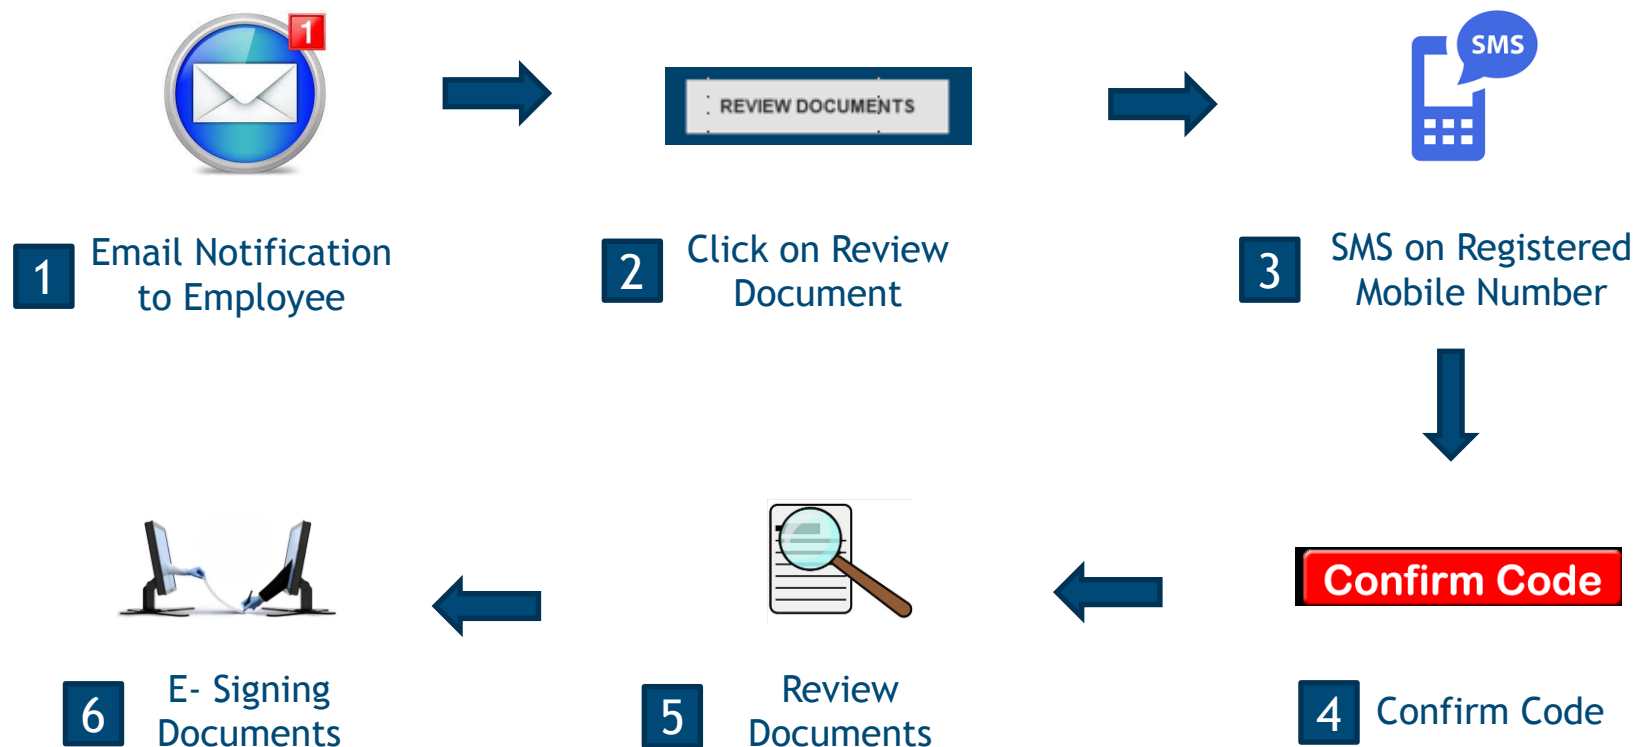 1
REVIEW DOCUMENTS
SMS
1 Email Notification
to Employee
2 Click on Review
Document
3 SMS on Registered
Mobile Number
Confirm Code
4 Confirm Code
5 Review
Documents
6 E- Signing
Documents